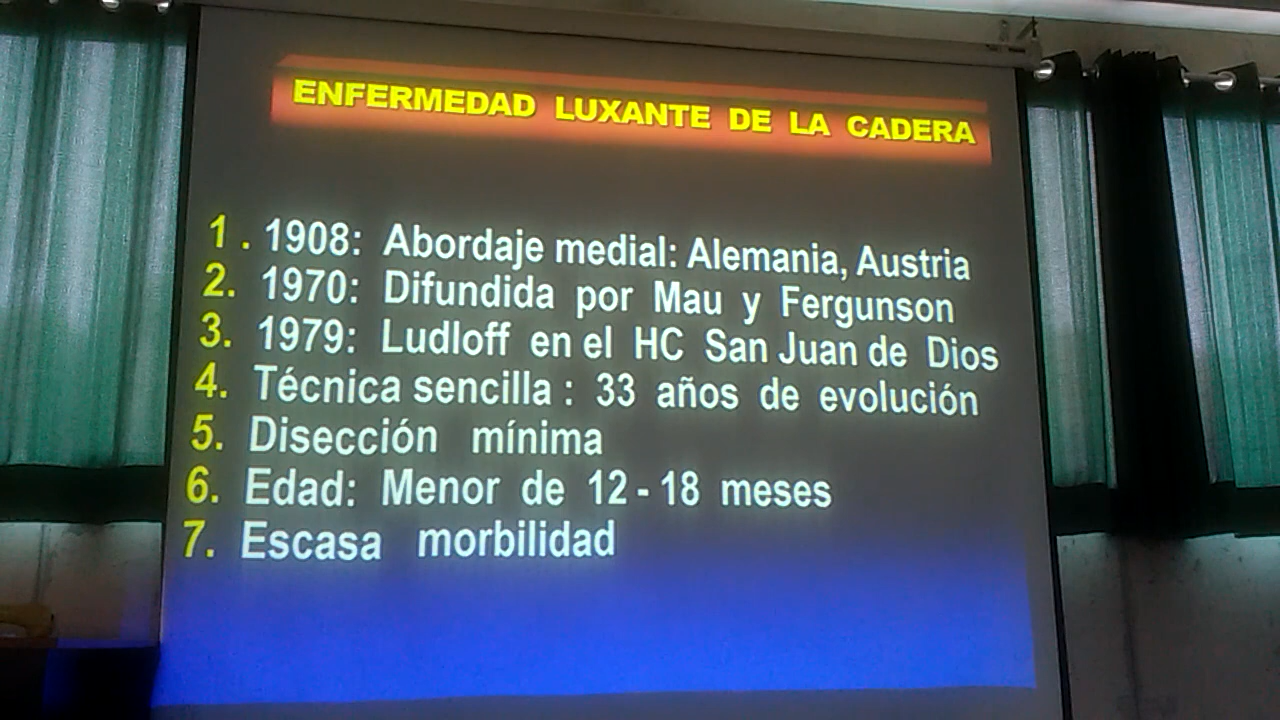 ENFERMEDAD LUXANTE DE LA CADERA
1. 1908: Abordaje medial: Alemania, Austria
2. 1970: Difundida por Mau y Fergunson
3. 1979: Ludloff en el HC San Juan de Dios
4. Técnica sencilla : 33 años de evolución
5. Disección mínima
6. Edad: Menor de 12 - 18 meses
7. Escasa morbilidad